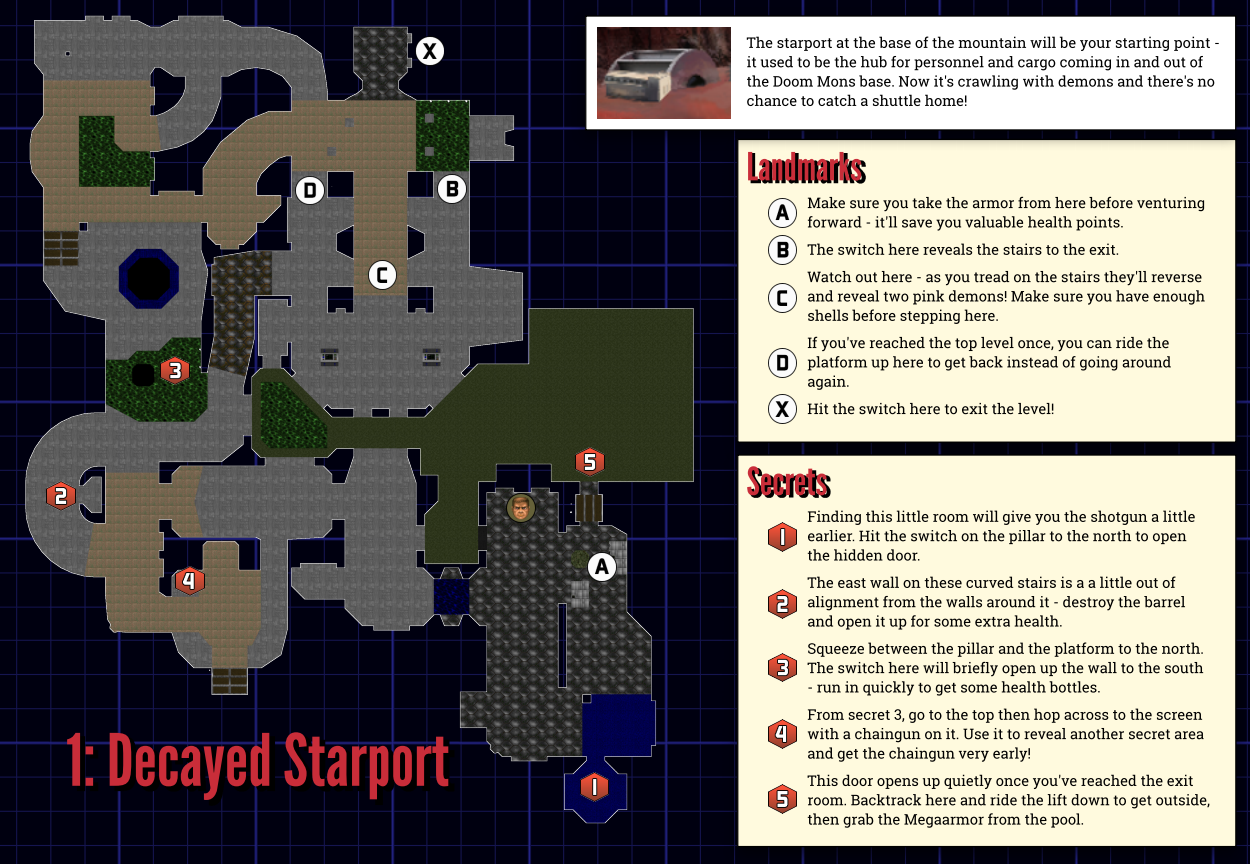 The starport at the base of the mountain will be your starting point -
it used to be the hub for personnel and cargo coming in and out of
the Doom Mons base. Now it's crawling with demons and there's no
chance to catch a shuttle home!
X
D
B
C
3
2
5
A
4
1
1: Decayed Starport
Landmarks
A
Make sure you take the armor from here before venturing
forward - it'll save you valuable health points.
B
The switch here reveals the stairs to the exit.
C
Watch out here - as you tread on the stairs they'll reverse
and reveal two pink demons! Make sure you have enough
shells before stepping here.
D
If you've reached the top level once, you can ride the
platform up here to get back instead of going around
again.
X
Hit the switch here to exit the level!
Secrets
1
Finding this little room will give you the shotgun a little
earlier. Hit the switch on the pillar to the north to open
the hidden door.
2
The east wall on these curved stairs is a a little out of
alignment from the walls around it - destroy the barrel
and open it up for some extra health.
3
Squeeze between the pillar and the platform to the north.
The switch here will briefly open up the wall to the south
- run in quickly to get some health bottles.
4
From secret 3, go to the top then hop across to the screen
with a chaingun on it. Use it to reveal another secret area
and get the chaingun very early!
5
This door opens up quietly once you've reached the exit
room. Backtrack here and ride the lift down to get outside,
then grab the Megaarmor from the pool.